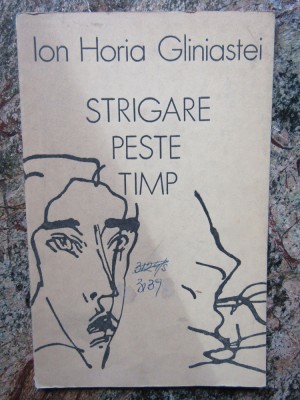 Ion Horia Gliniastei
STRIGARE
PESTE
TIMP